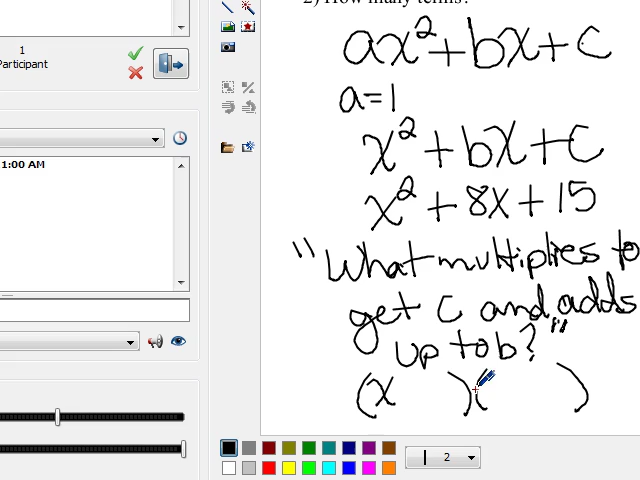 2) How many terms?
1
Participant
ax²+bx+c
a=1
x²+bx+c
1:00 AM
x²+8x+15
"What multiplies to
get c and adds
up to b?"
(x )( )
2